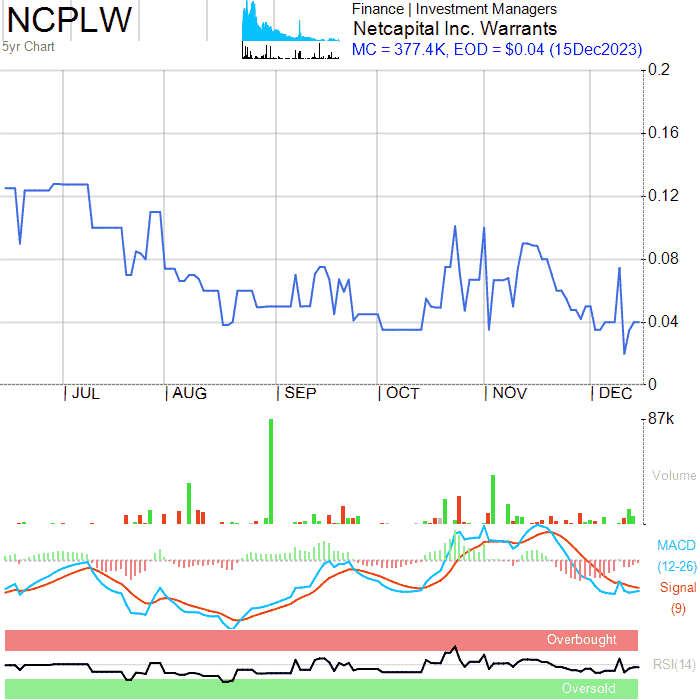 NCPLW
5yr Chart
Finance | Investment Managers
Netcapital Inc. Warrants
MC = 377.4K, EOD = $0.04 (15Dec2023)
0.2
0.16
0.12
0.08
0.04
0
JUL AUG SEP OCT NOV DEC
87k
Volume
MACD
(12-26)
Signal
(9)
Overbought
RSI(14)
Oversold